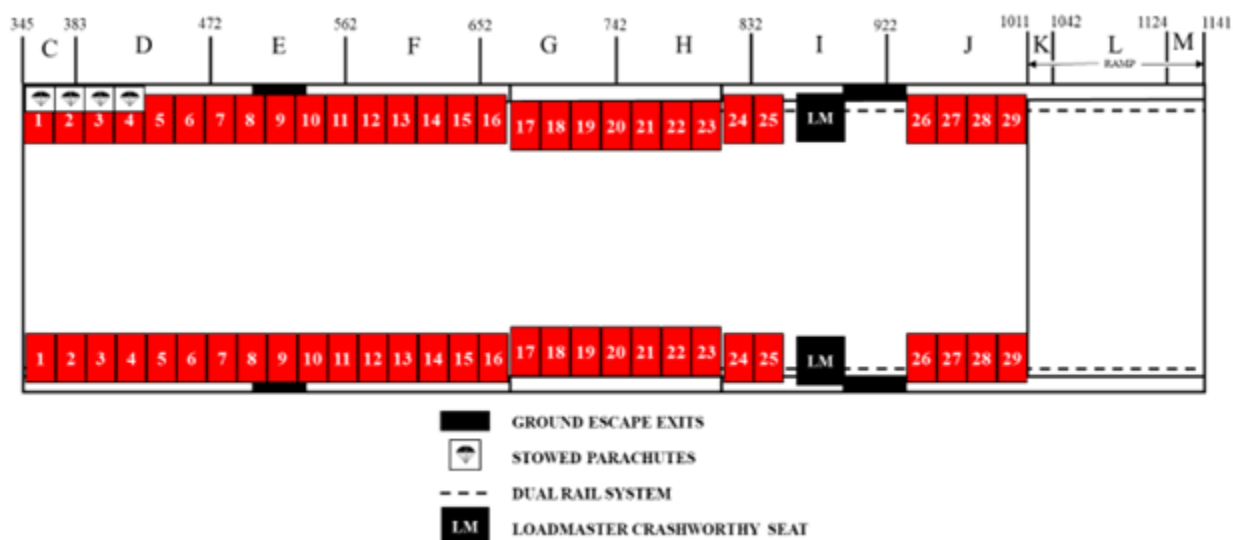 345 383 472 562 652 742 832 922 1011 1042 1124 1141
C D E F G H I J K L M
RAMP
1 2 3 4 5 6 7 8 9 10 11 12 13 14 15 16 17 18 19 20 21 22 23 24 25 LM 26 27 28 29
1 2 3 4 5 6 7 8 9 10 11 12 13 14 15 16 17 18 19 20 21 22 23 24 25 LM 26 27 28 29
GROUND ESCAPE EXITS
STOWED PARACHUTES
DUAL RAIL SYSTEM
LM LOADMASTER CRASHWORTHY SEAT